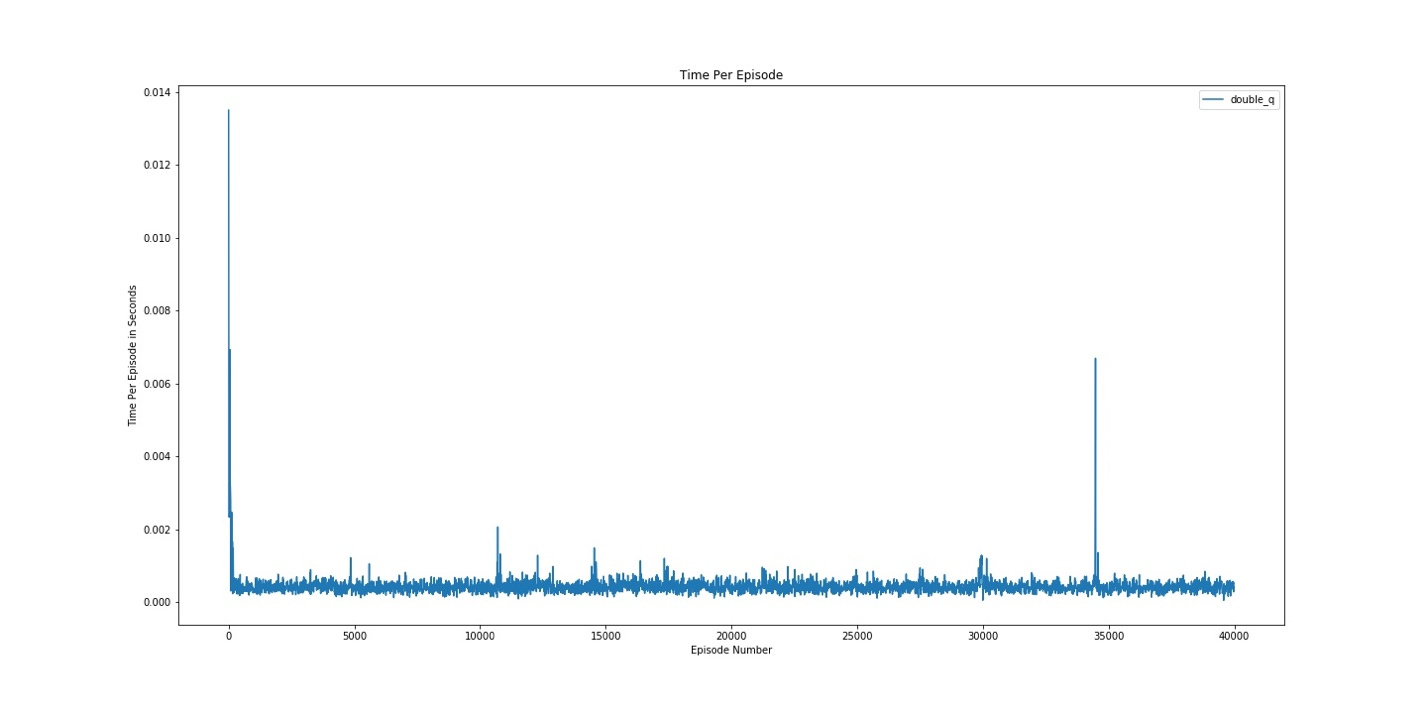 Time Per Episode
double_q
Time Per Episode in Seconds
0.014
0.012
0.010
0.008
0.006
0.004
0.002
0.000
0 5000 10000 15000 20000 25000 30000 35000 40000
Episode Number